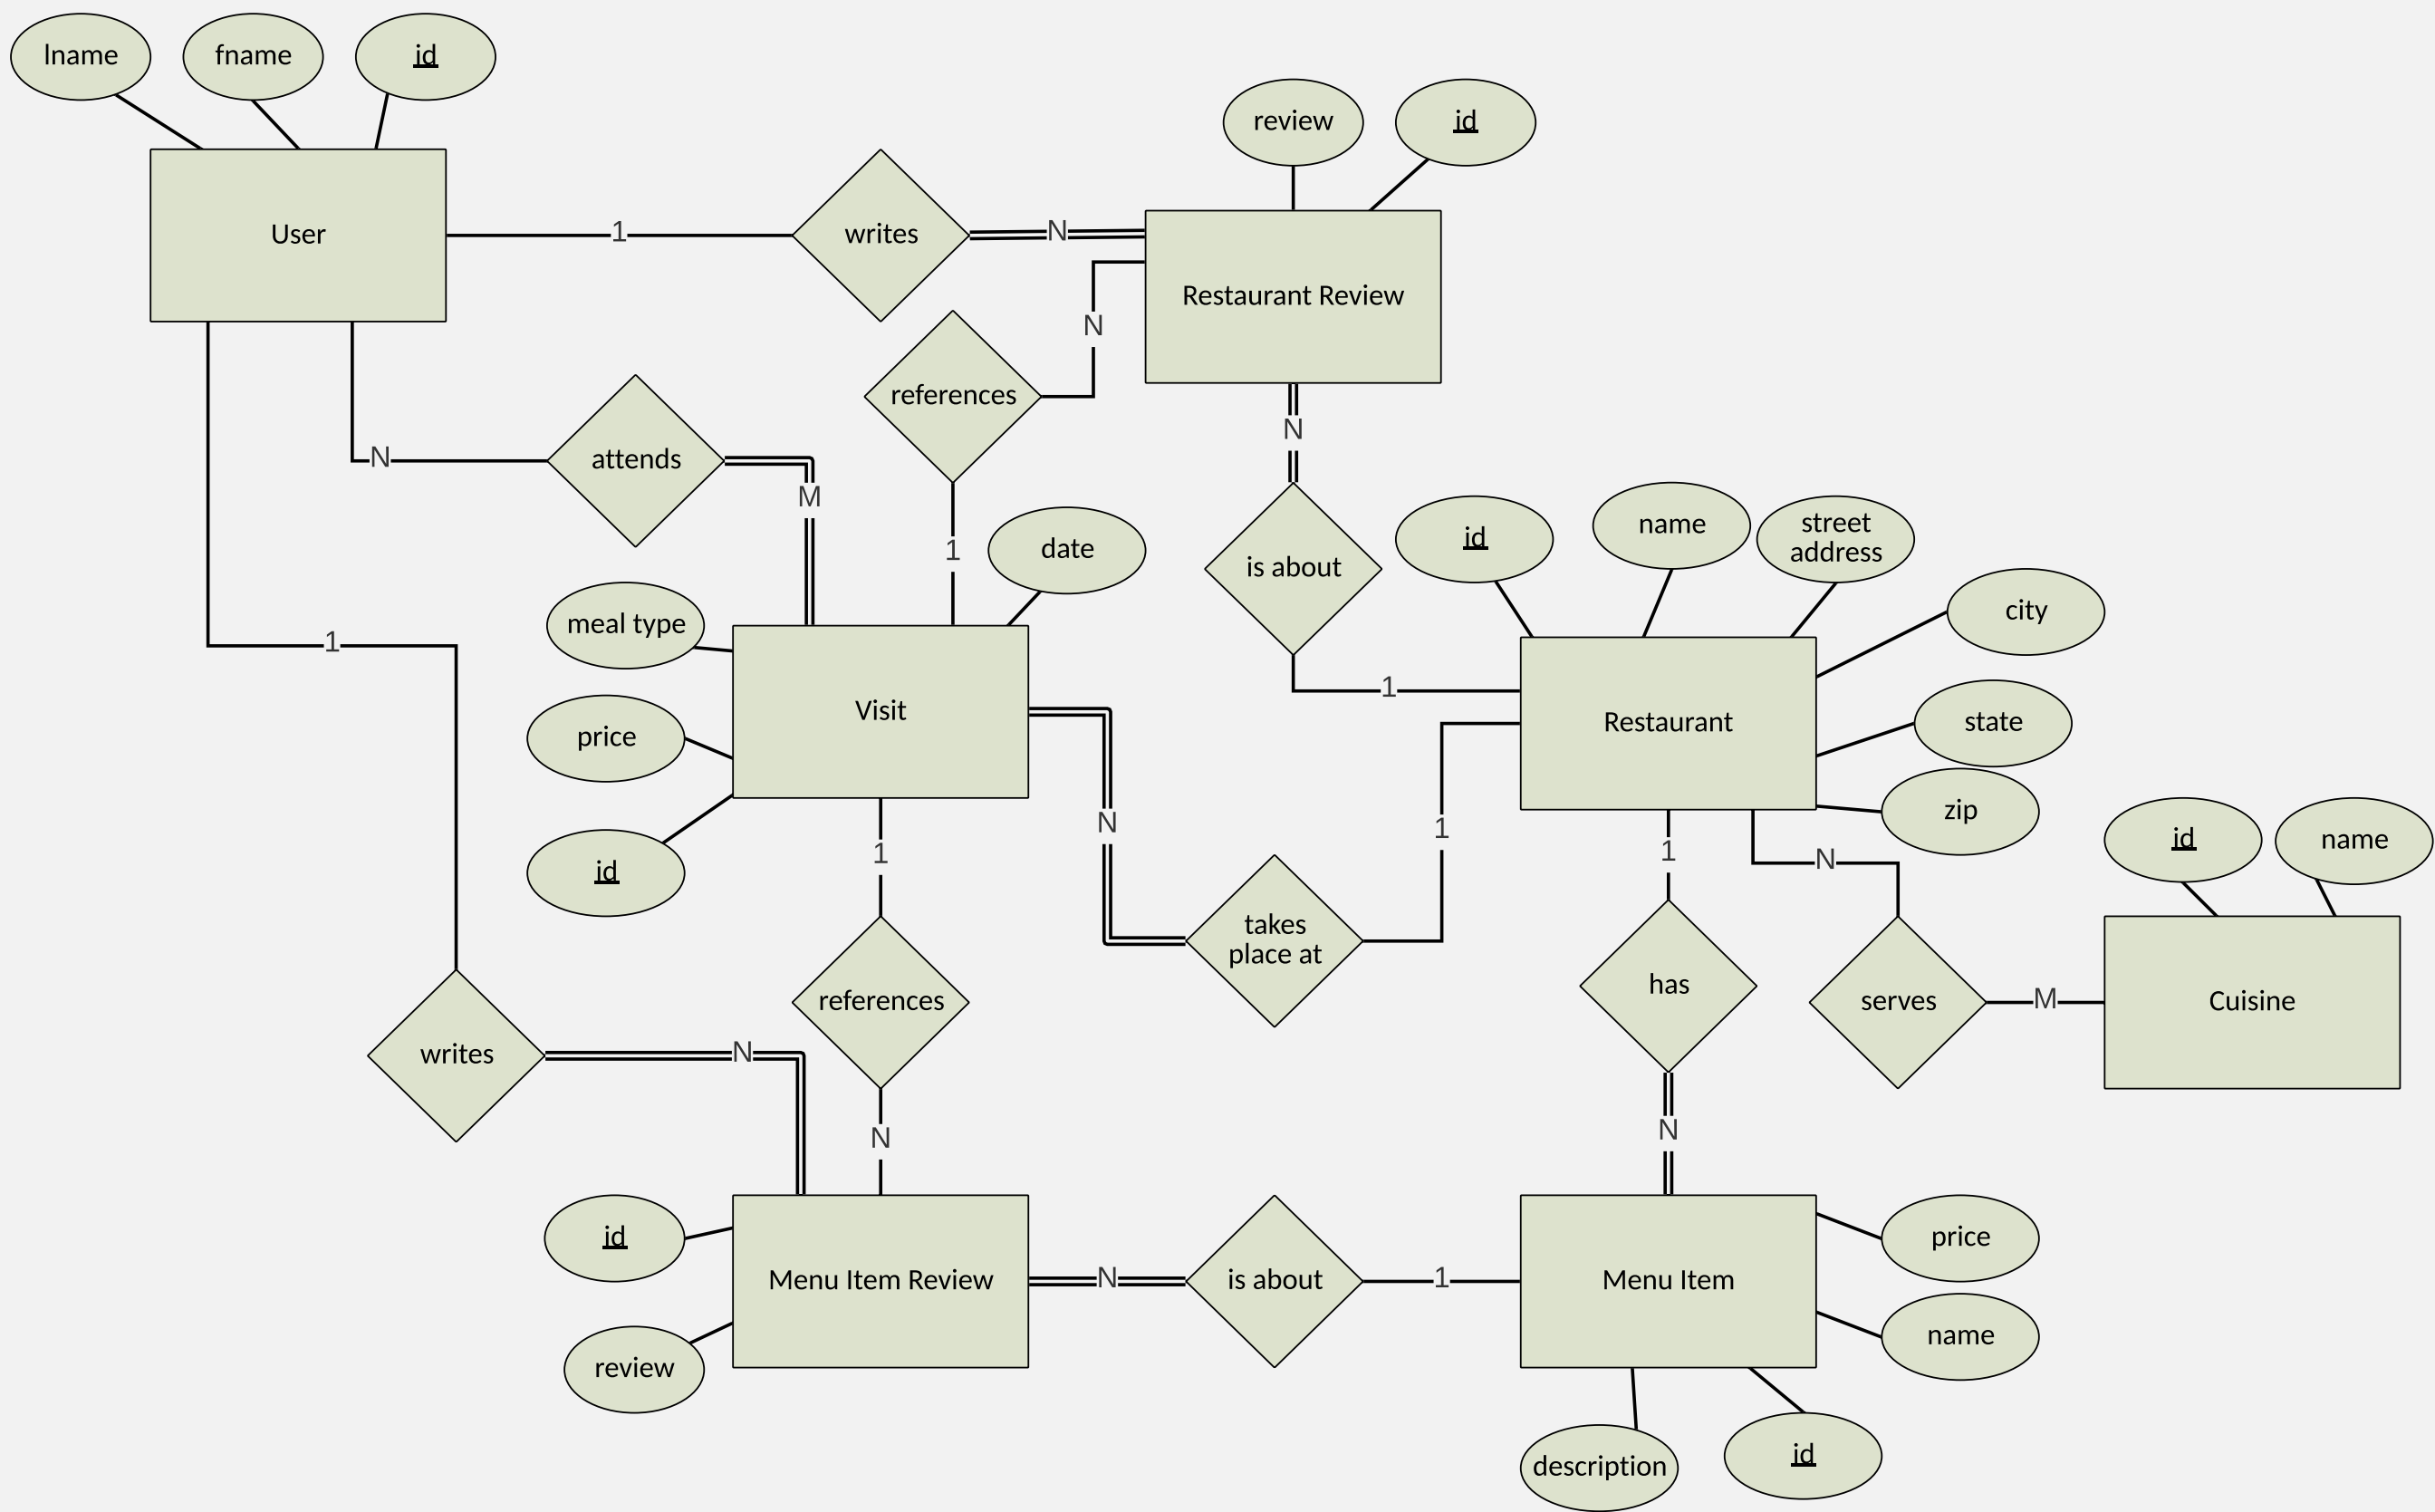 lname
fname
id
review
id
User
1
writes
N
Restaurant Review
N
references
N
attends
N
M
1
date
id
name
street
address
is about
city
meal type
1
1
Visit
Restaurant
state
price
zip
N
1
1
1
N
id
name
id
takes
place at
has
serves
M
Cuisine
references
writes
N
N
N
id
price
Menu Item Review
N
is about
1
Menu Item
name
review
description
id